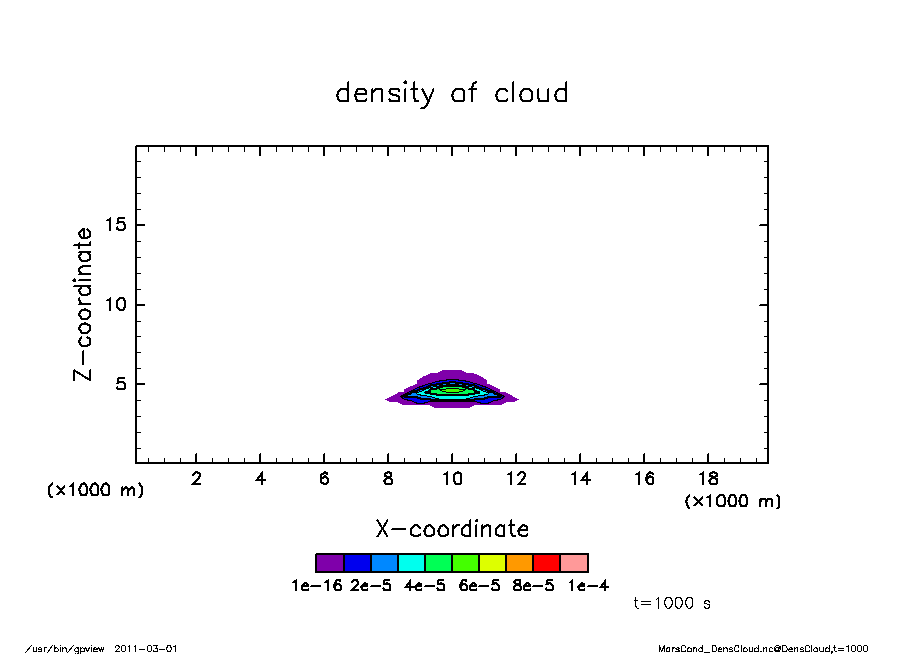 density of cloud
Z-coordinate
15
10
5
2 4 6 8 10 12 14 16 18
(×1000 m)
(×1000 m)
X-coordinate
1e-16 2e-5 4e-5 6e-5 8e-5 1e-4
t=1000 s
/usr/bin/gpview 2011-03-01
MarsCond_DensCloud.nc@DensCloud,t=1000